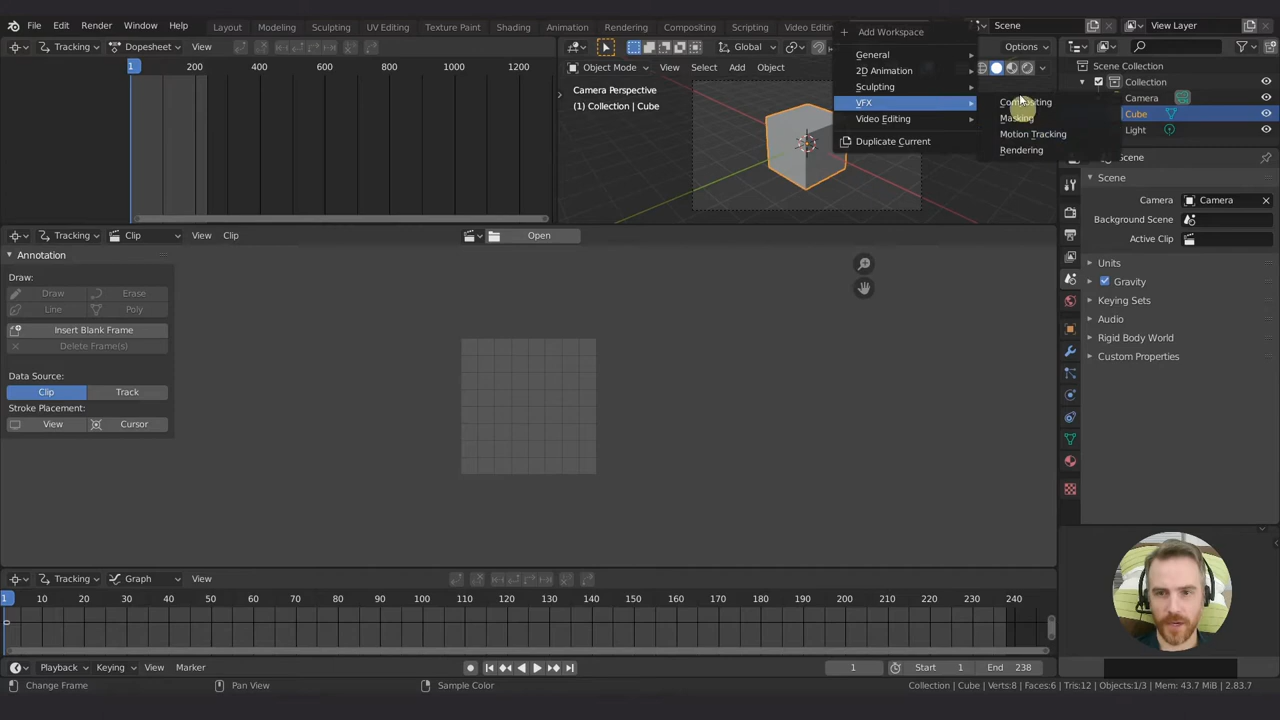 File Edit Render Window Help Layout Modeling Sculpting UV Editing Texture Paint Shading Animation Rendering Compositing Scripting Video Editi Scene View Layer
Add Workspace
Tracking Dopesheet View Global Options
General
Object Mode View Select Add Object
2D Animation
Sculpting
VFX
Video Editing
Duplicate Current
Compositing
Masking
Motion Tracking
Rendering
1 200 400 600 800 1000 1200
Camera Perspective
(1) Collection | Cube
Scene Collection
Collection
Camera
Cube
Light
Scene
Scene
Camera Camera
Background Scene
Active Clip
Units
Gravity
Keying Sets
Audio
Rigid Body World
Custom Properties
Tracking Clip View Clip Open
Annotation
Draw:
Draw Erase
Line Poly
Insert Blank Frame
Delete Frame(s)
Data Source:
Clip Track
Stroke Placement:
View Cursor
Tracking Graph View
1 10 20 30 40 50 60 70 80 90 100 110 120 130 140 150 160 170 180 190 200 210 220 230 240
Playback Keying View Marker 1 Start 1 End 238
Change Frame Pan View Sample Color Collection | Cube | Verts:8 | Faces:6 | Tris:12 | Objects:1/3 | Mem: 43.7 MiB | 2.83.7